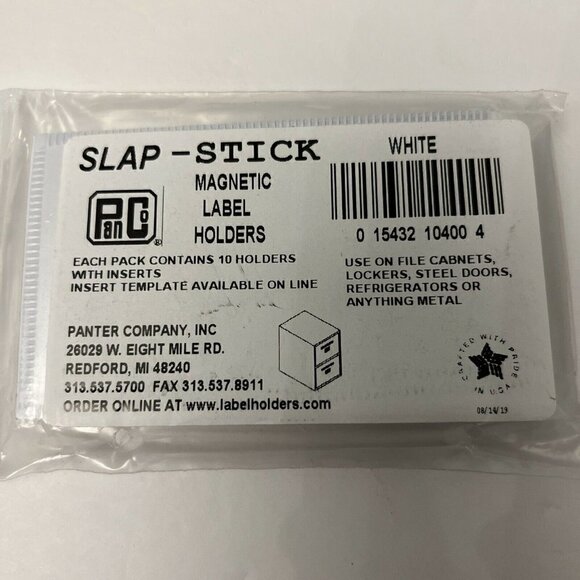 SLAP -STICK
WHITE
PanCo
®
MAGNETIC
LABEL
HOLDERS
0 15432 10400 4
EACH PACK CONTAINS 10 HOLDERS
WITH INSERTS
INSERT TEMPLATE AVAILABLE ON LINE
USE ON FILE CABNETS,
LOCKERS, STEEL DOORS,
REFRIGERATORS OR
ANYTHING METAL
PANTER COMPANY, INC
26029 W. EIGHT MILE RD.
REDFORD, MI 48240
313.537.5700 FAX 313.537.8911
ORDER ONLINE AT www.labelholders.com
CRAFTED WITH PRIDE
IN U.S.A.
08/14/19